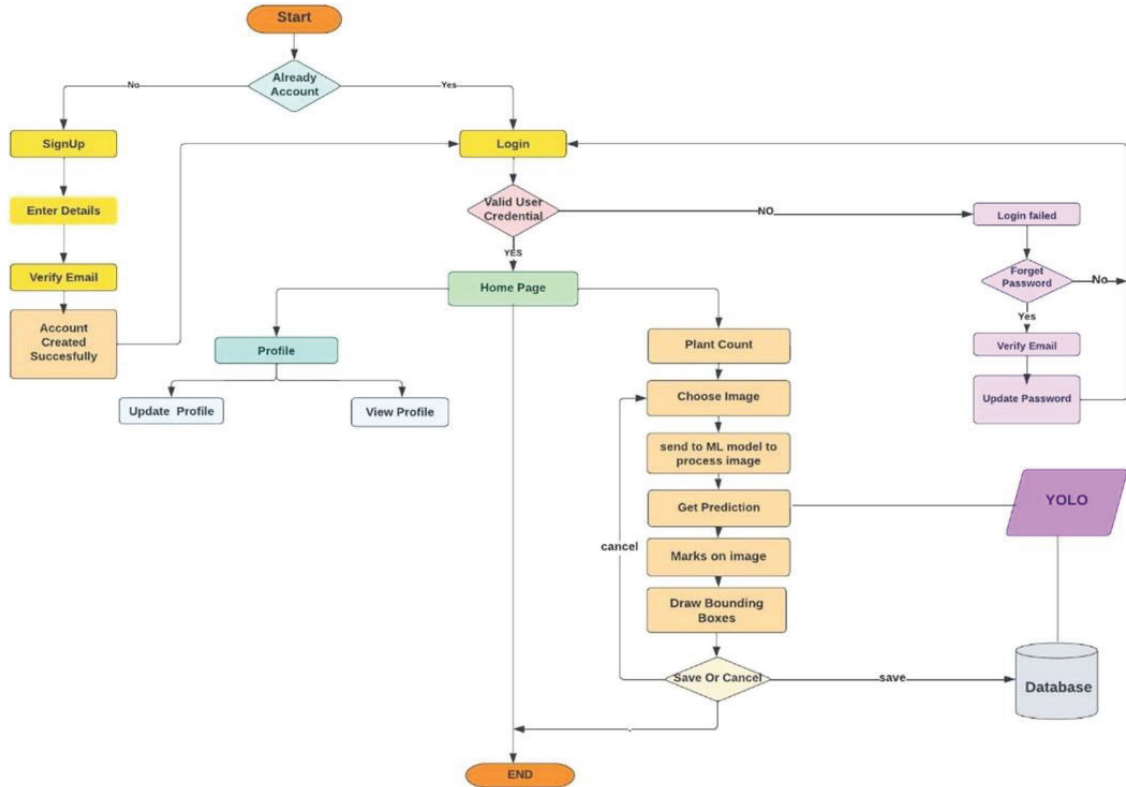 Start
Already
Account
No
Yes
SignUp
Login
Enter Details
Valid User
Credential
NO
Login failed
YES
Verify Email
Home Page
Forget
Password
No
Yes
Account
Created
Succesfully
Profile
Plant Count
Verify Email
Update Profile
View Profile
Choose Image
Update Password
send to ML model to
process image
Get Prediction
YOLO
cancel
Marks on image
Draw Bounding
Boxes
Save Or Cancel
save
Database
END